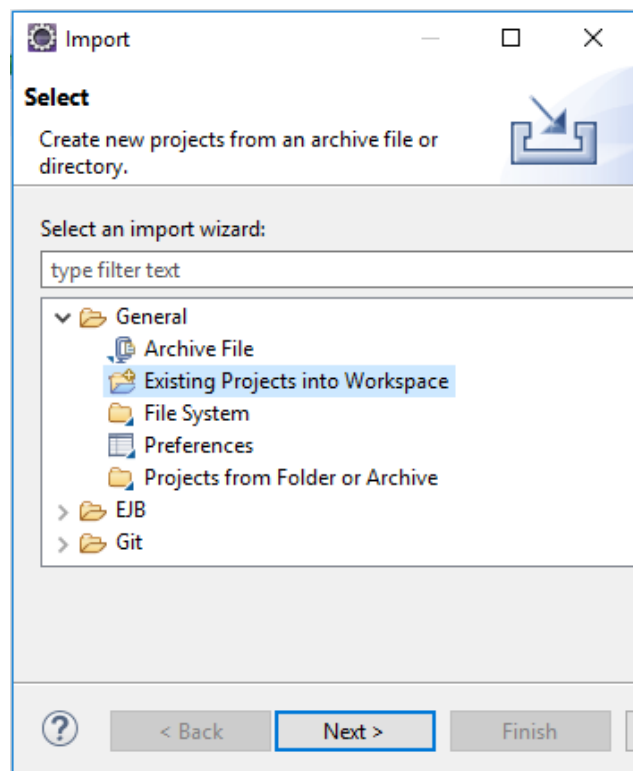 Import
Select
Create new projects from an archive file or
directory.
Select an import wizard:
type filter text
General
Archive File
Existing Projects into Workspace
File System
Preferences
Projects from Folder or Archive
EJB
Git
? < Back Next > Finish